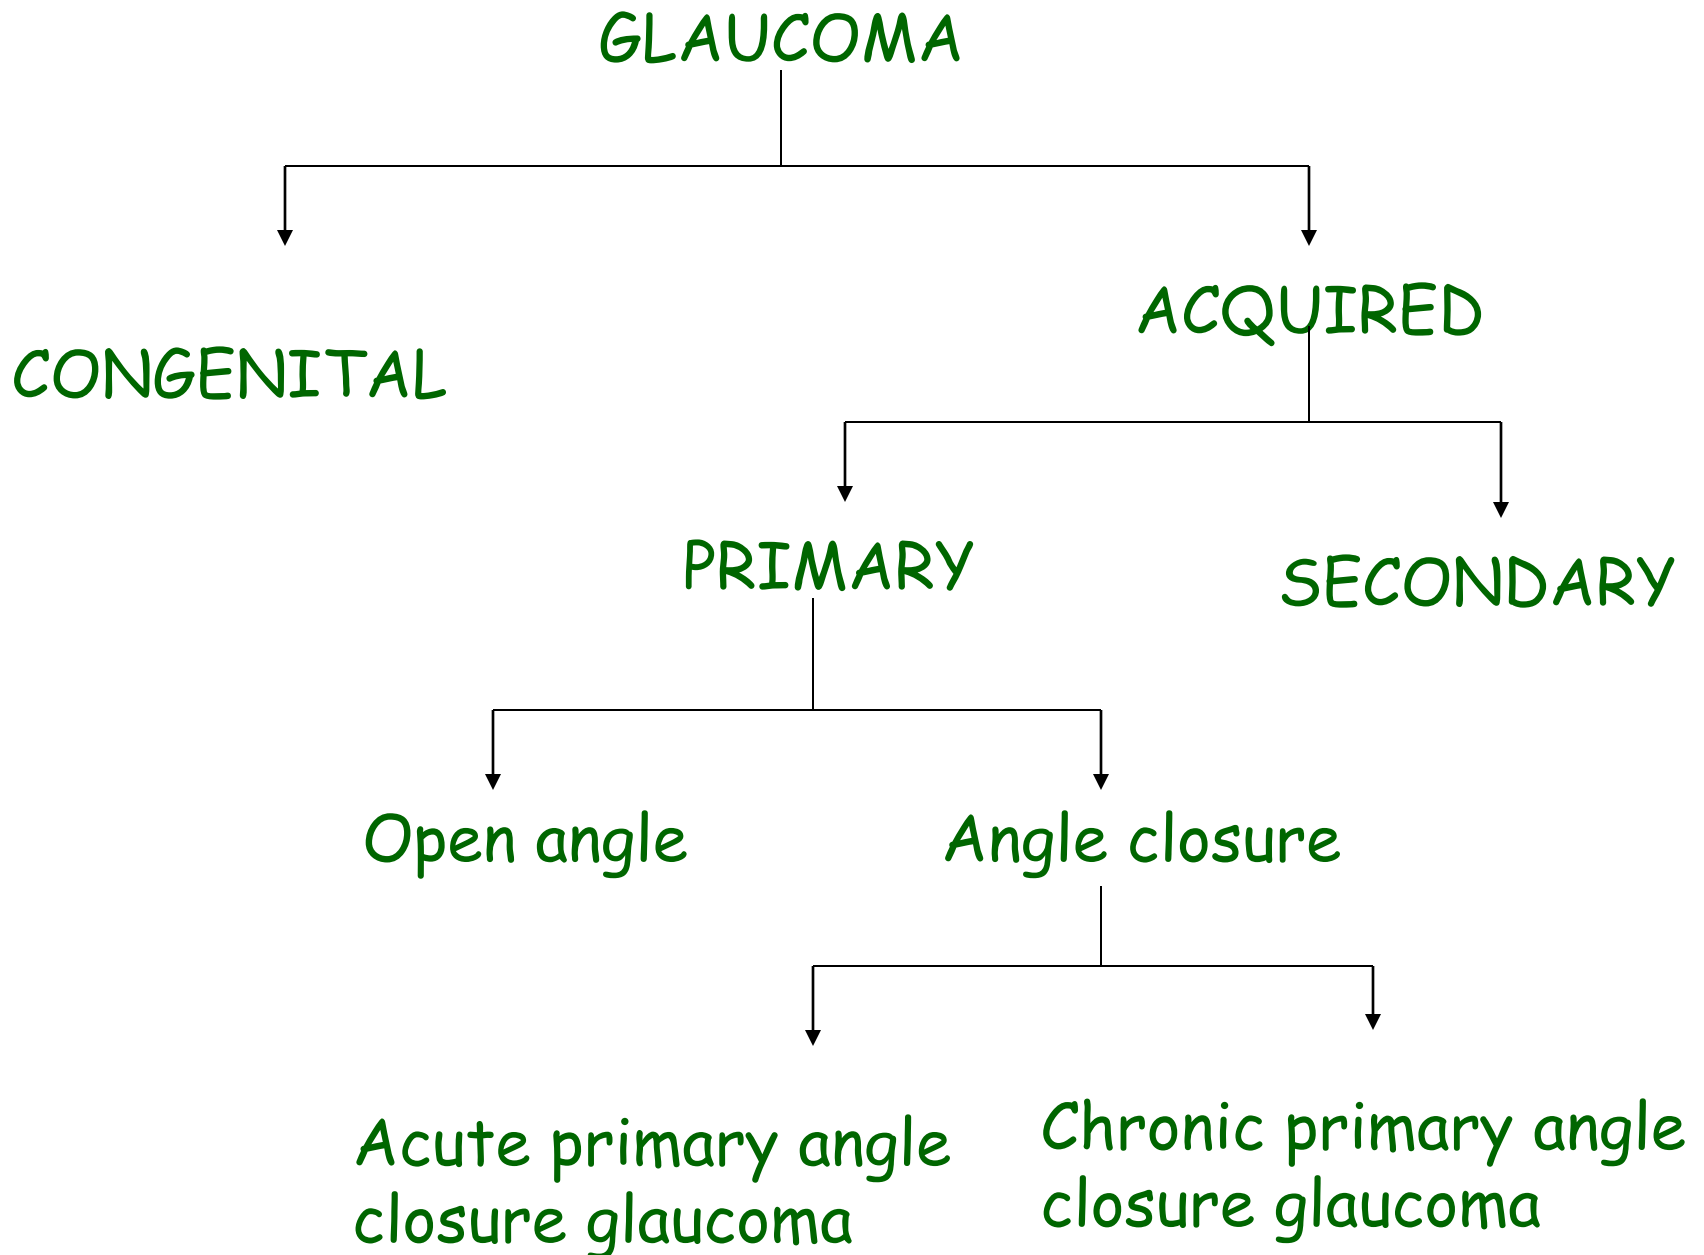 GLAUCOMA
ACQUIRED
CONGENITAL
PRIMARY
SECONDARY
Open angle
Angle closure
Acute primary angle
closure glaucoma
Chronic primary angle
closure glaucoma